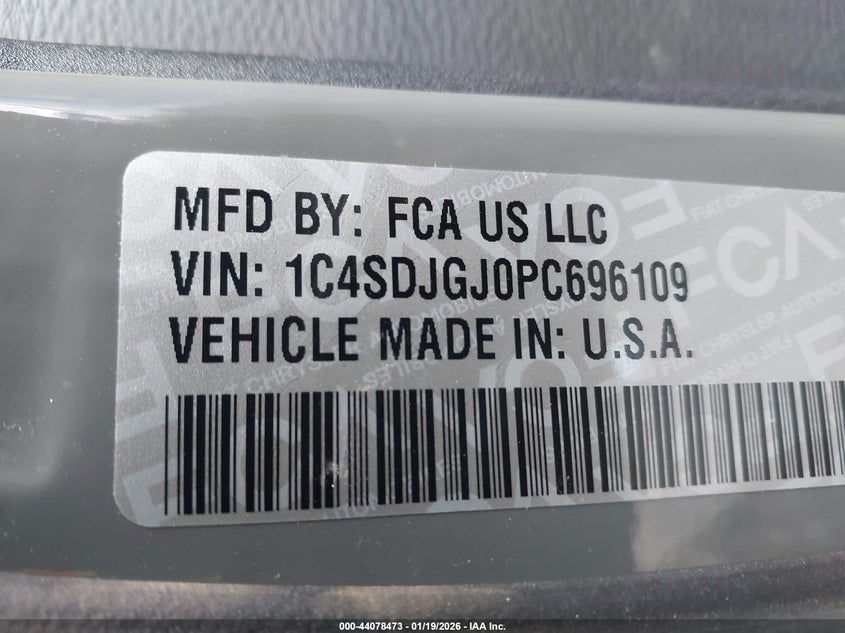 MFD BY: FCA US LLC
VIN: 1C4SDJGJ0PC696109
VEHICLE MADE IN: U.S.A.
000-44078473 - 01/19/2026 - IAA Inc.